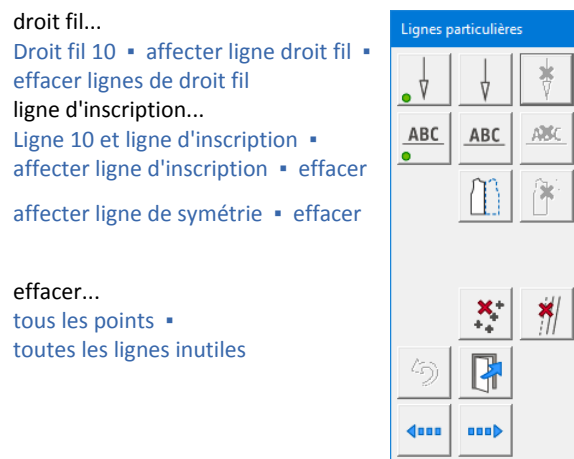 droit fil...
Droit fil 10 ▪ affecter ligne droit fil ▪
effacer lignes de droit fil
ligne d'inscription...
Ligne 10 et ligne d'inscription ▪
affecter ligne d'inscription ▪ effacer
affecter ligne de symétrie ▪ effacer
effacer...
tous les points ▪
toutes les lignes inutiles
Lignes particulières
ABC ABC ABC